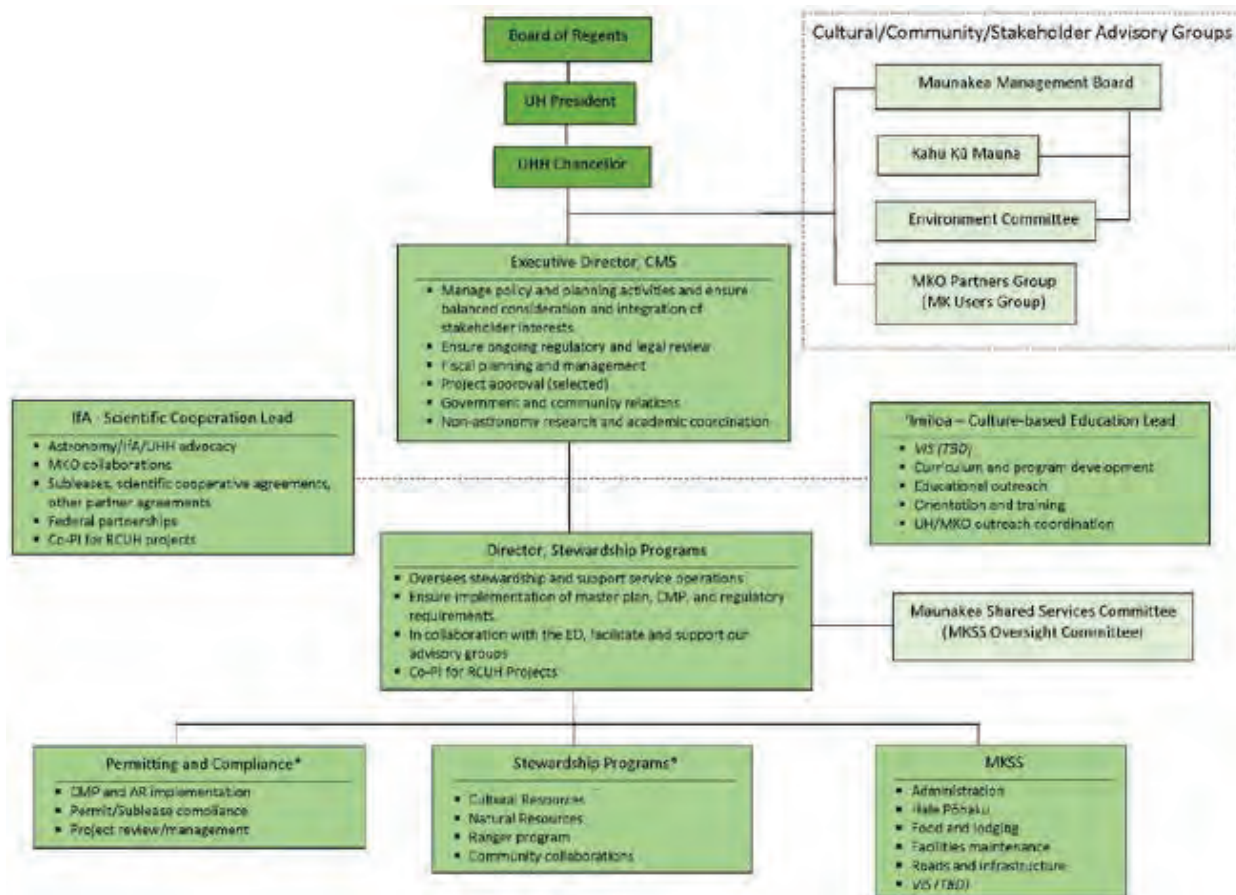 Board of Regents
UH President
UHH Chancellor
Cultural/Community/Stakeholder Advisory Groups
Maunakea Management Board
Kahu Kū Mauna
Environment Committee
MKO Partners Group
(MK Users Group)
Executive Director, CMS
▪ Manage policy and planning activities and ensure
balanced consideration and integration of
stakeholder interests
▪ Ensure ongoing regulatory and legal review
▪ Fiscal planning and management
▪ Project approval (selected)
▪ Government and community relations
▪ Non-astronomy research and academic coordination
IfA - Scientific Cooperation Lead
▪ Astronomy/IfA/UHH advocacy
▪ MKO collaborations
▪ Subleases, scientific cooperative agreements,
other partner agreements
▪ Federal partnerships
▪ Co-PI for RCUH projects
ʻImiloa – Culture-based Education Lead
▪ VIS (TBD)
▪ Curriculum and program development
▪ Educational outreach
▪ Orientation and training
▪ UH/MKO outreach coordination
Director, Stewardship Programs
▪ Oversees stewardship and support service operations
▪ Ensure implementation of master plan, CMP, and regulatory
requirements
▪ In collaboration with the ED, facilitate and support our
advisory groups
▪ Co-PI for RCUH Projects
Maunakea Shared Services Committee
(MKSS Oversight Committee)
Permitting and Compliance*
▪ CMP and AR implementation
▪ Permit/Sublease compliance
▪ Project review/management
Stewardship Programs*
▪ Cultural Resources
▪ Natural Resources
▪ Ranger program
▪ Community collaborations
MKSS
▪ Administration
▪ Hale Pōhaku
▪ Food and lodging
▪ Facilities maintenance
▪ Roads and infrastructure
▪ VIS (TBD)